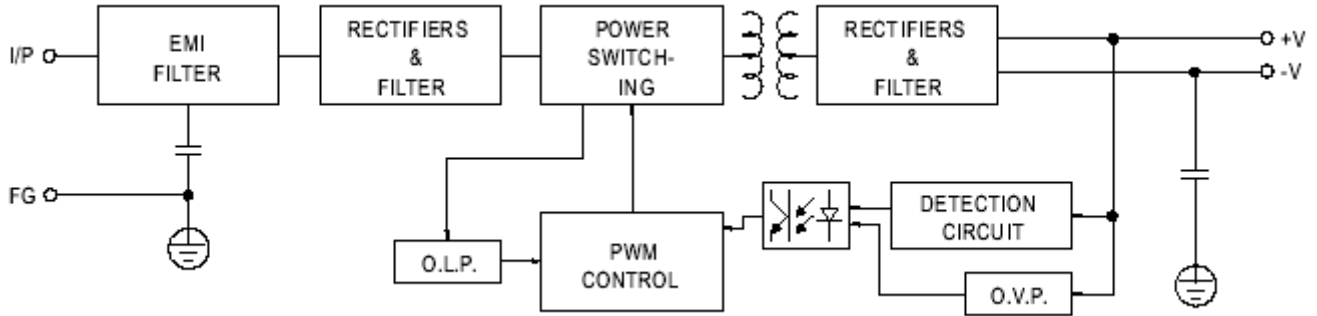 I/P
EMI
FILTER
RECTIFIERS
&
FILTER
POWER
SWITCH-
ING
RECTIFIERS
&
FILTER
+V
-V
FG
O.L.P.
PWM
CONTROL
DETECTION
CIRCUIT
O.V.P.